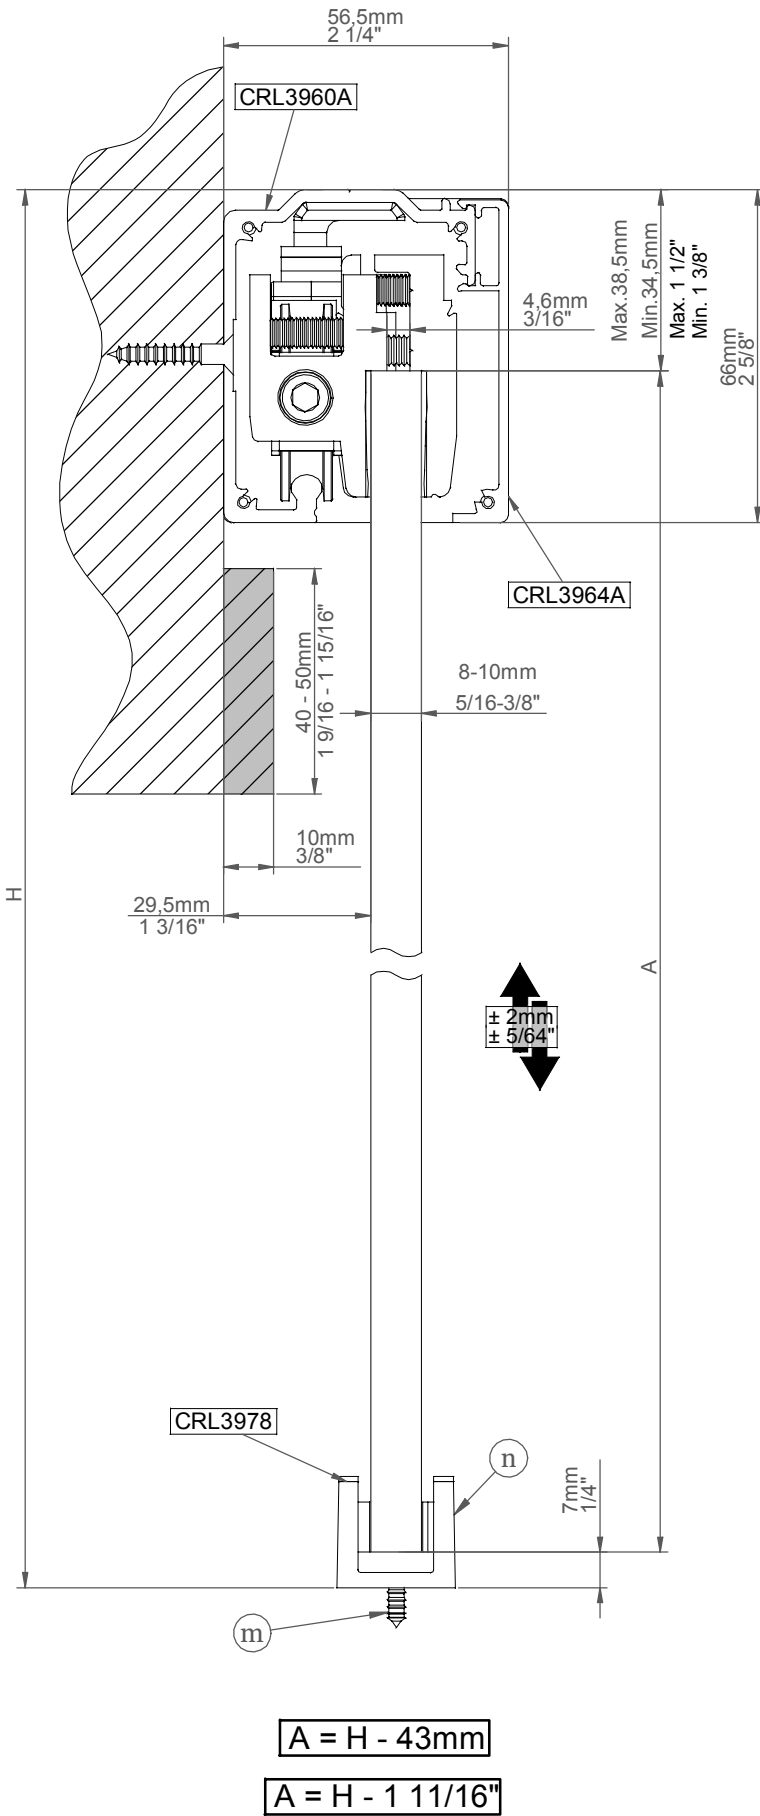 56,5mm
2 1/4"
CRL3960A
4,6mm
3/16"
Max.38,5mm
Min.34,5mm
Max. 1 1/2"
Min. 1 3/8"
66mm
2 5/8"
CRL3964A
40 - 50mm
1 9/16 - 1 15/16"
8-10mm
5/16-3/8"
10mm
3/8"
H
29,5mm
1 3/16"
A
± 2mm
± 5/64"
CRL3978
n
7mm
1/4"
m
A = H - 43mm
A = H - 1 11/16"